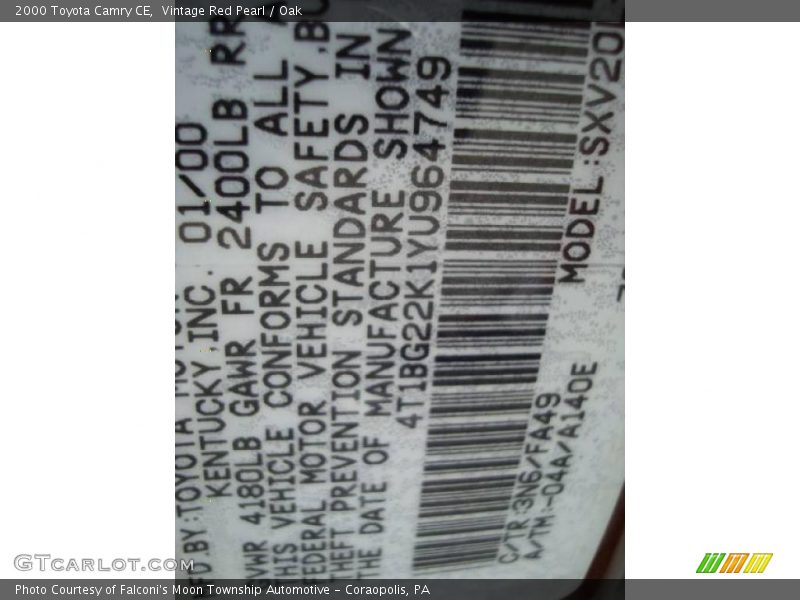 2000 Toyota Camry CE, Vintage Red Pearl / Oak
BY:TOYOTA
KENTUCKY,INC. 01/00
4180LB GAWR FR 2400LB RR
VEHICLE CONFORMS TO ALL
FEDERAL MOTOR VEHICLE SAFETY,
THEFT PREVENTION STANDARDS IN
THE DATE OF MANUFACTURE SHOWN
4T1BG22K1YU964749
MODEL:SXV20
C/TR:3N6/FA49
A/TM:-04A/A140E
GTCarLot.com
Photo Courtesy of Falconi's Moon Township Automotive - Coraopolis, PA